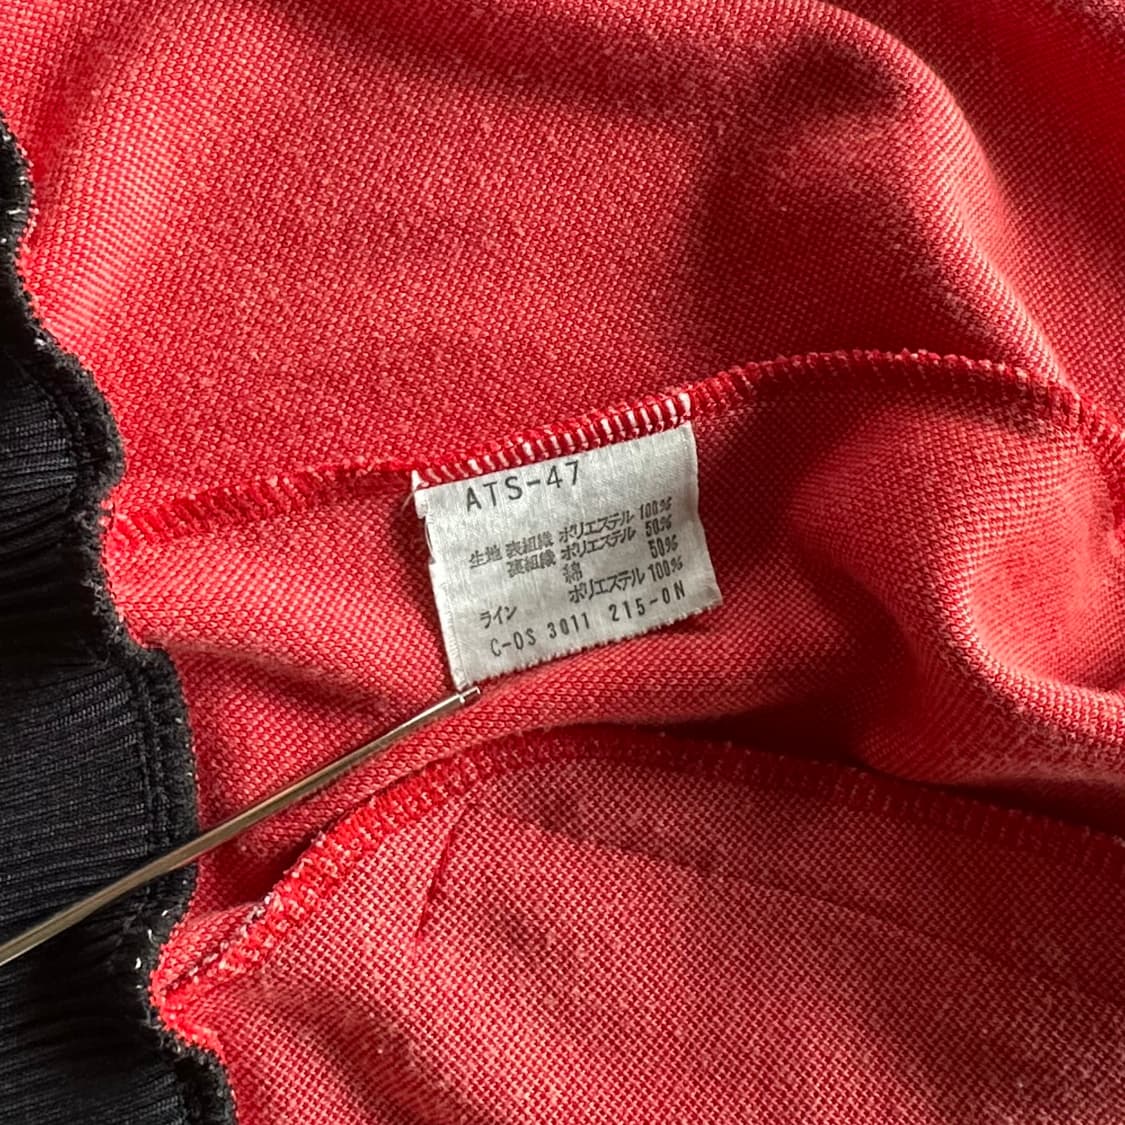 ATS-47
生地 表組織 ポリエステル 100%
裏組織 ポリエステル 50%
綿 50%
ライン ポリエステル 100%
C-OS 3011 215-0N